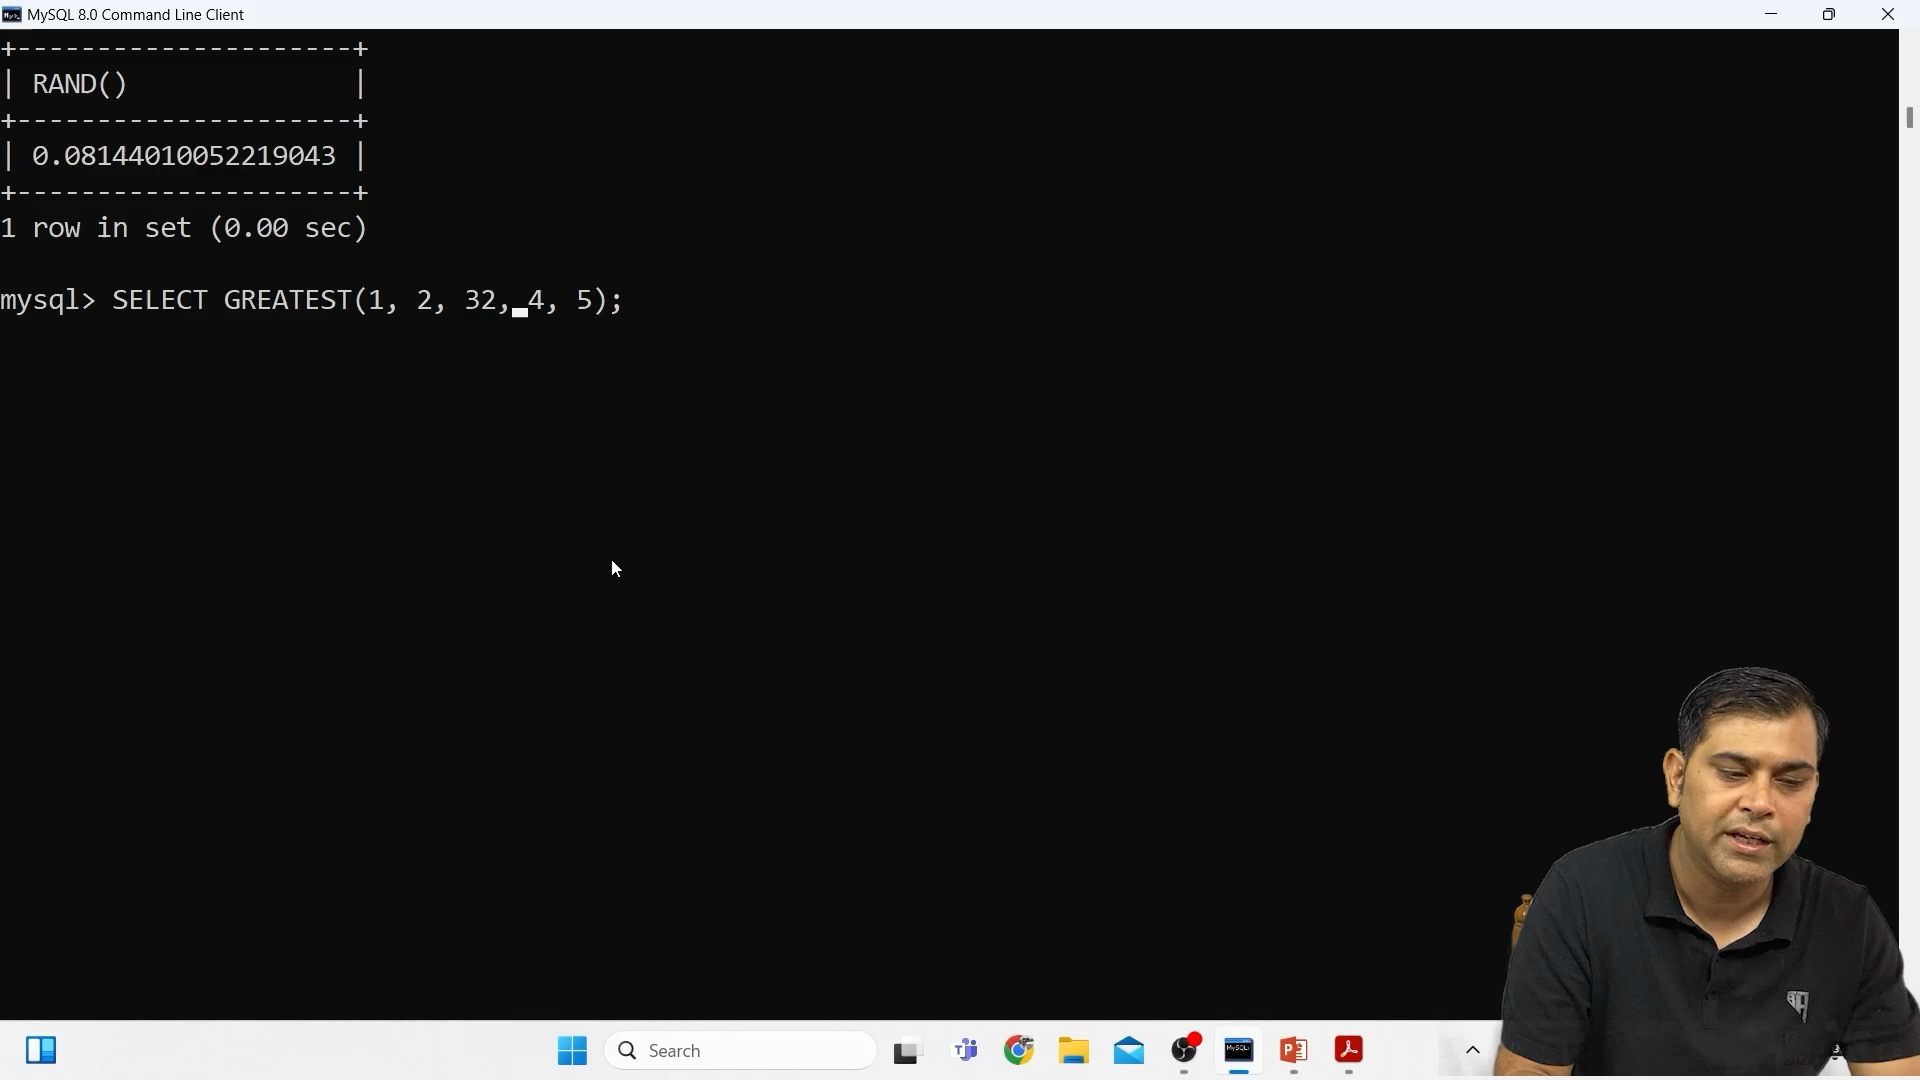 MySQL 8.0 Command Line Client
+---------------------+
| RAND()              |
+---------------------+
| 0.08144010052219043 |
+---------------------+
1 row in set (0.00 sec)
mysql> SELECT GREATEST(1, 2, 32, 4, 5);
Search